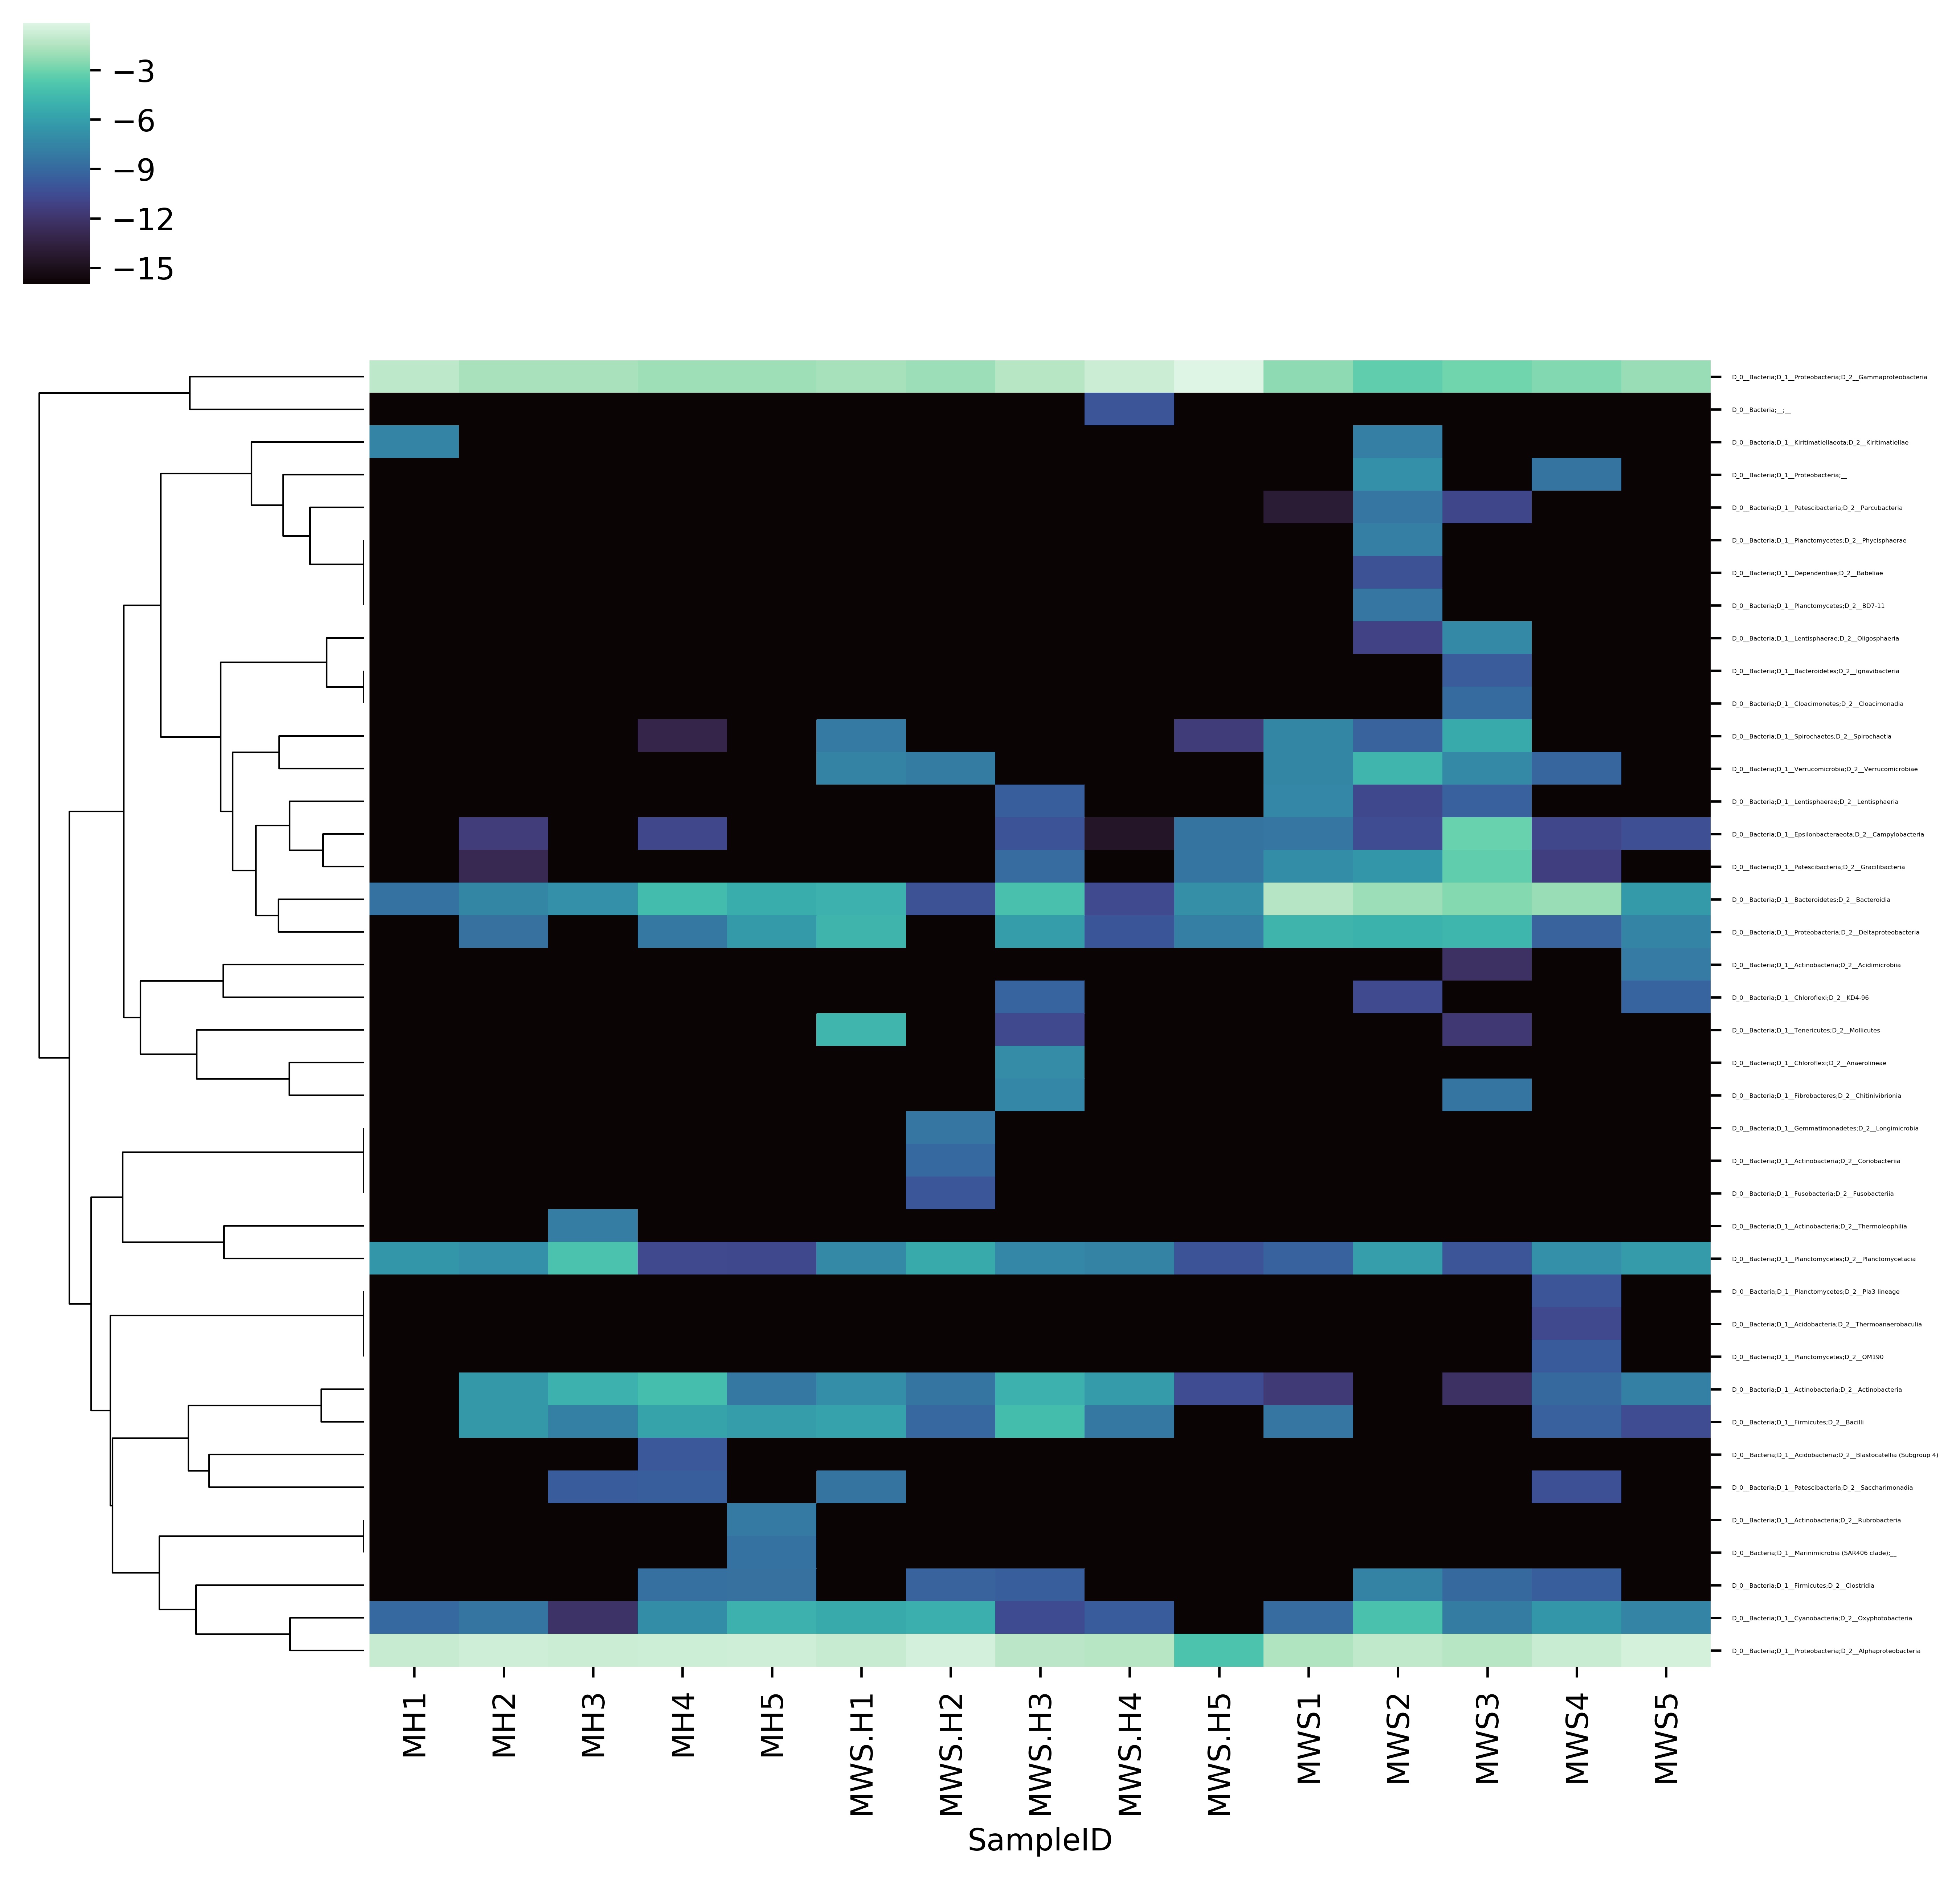 −3
−6
−9
−12
−15
D_0__Bacteria;D_1__Proteobacteria;D_2__Gammaproteobacteria
D_0__Bacteria;__;__
D_0__Bacteria;D_1__Kiritimatiellaeota;D_2__Kiritimatiellae
D_0__Bacteria;D_1__Proteobacteria;__
D_0__Bacteria;D_1__Patescibacteria;D_2__Parcubacteria
D_0__Bacteria;D_1__Planctomycetes;D_2__Phycisphaerae
D_0__Bacteria;D_1__Dependentiae;D_2__Babeliae
D_0__Bacteria;D_1__Planctomycetes;D_2__BD7-11
D_0__Bacteria;D_1__Lentisphaerae;D_2__Oligosphaeria
D_0__Bacteria;D_1__Bacteroidetes;D_2__Ignavibacteria
D_0__Bacteria;D_1__Cloacimonetes;D_2__Cloacimonadia
D_0__Bacteria;D_1__Spirochaetes;D_2__Spirochaetia
D_0__Bacteria;D_1__Verrucomicrobia;D_2__Verrucomicrobiae
D_0__Bacteria;D_1__Lentisphaerae;D_2__Lentisphaeria
D_0__Bacteria;D_1__Epsilonbacteraeota;D_2__Campylobacteria
D_0__Bacteria;D_1__Patescibacteria;D_2__Gracilibacteria
D_0__Bacteria;D_1__Bacteroidetes;D_2__Bacteroidia
D_0__Bacteria;D_1__Proteobacteria;D_2__Deltaproteobacteria
D_0__Bacteria;D_1__Actinobacteria;D_2__Acidimicrobiia
D_0__Bacteria;D_1__Chloroflexi;D_2__KD4-96
D_0__Bacteria;D_1__Tenericutes;D_2__Mollicutes
D_0__Bacteria;D_1__Chloroflexi;D_2__Anaerolineae
D_0__Bacteria;D_1__Fibrobacteres;D_2__Chitinivibrionia
D_0__Bacteria;D_1__Gemmatimonadetes;D_2__Longimicrobia
D_0__Bacteria;D_1__Actinobacteria;D_2__Coriobacteriia
D_0__Bacteria;D_1__Fusobacteria;D_2__Fusobacteriia
D_0__Bacteria;D_1__Actinobacteria;D_2__Thermoleophilia
D_0__Bacteria;D_1__Planctomycetes;D_2__Planctomycetacia
D_0__Bacteria;D_1__Planctomycetes;D_2__Pla3 lineage
D_0__Bacteria;D_1__Acidobacteria;D_2__Thermoanaerobaculia
D_0__Bacteria;D_1__Planctomycetes;D_2__OM190
D_0__Bacteria;D_1__Actinobacteria;D_2__Actinobacteria
D_0__Bacteria;D_1__Firmicutes;D_2__Bacilli
D_0__Bacteria;D_1__Acidobacteria;D_2__Blastocatellia (Subgroup 4)
D_0__Bacteria;D_1__Patescibacteria;D_2__Saccharimonadia
D_0__Bacteria;D_1__Actinobacteria;D_2__Rubrobacteria
D_0__Bacteria;D_1__Marinimicrobia (SAR406 clade);__
D_0__Bacteria;D_1__Firmicutes;D_2__Clostridia
D_0__Bacteria;D_1__Cyanobacteria;D_2__Oxyphotobacteria
D_0__Bacteria;D_1__Proteobacteria;D_2__Alphaproteobacteria
MH1
MH2
MH3
MH4
MH5
MWS.H1
MWS.H2
MWS.H3
MWS.H4
MWS.H5
MWS1
MWS2
MWS3
MWS4
MWS5
SampleID